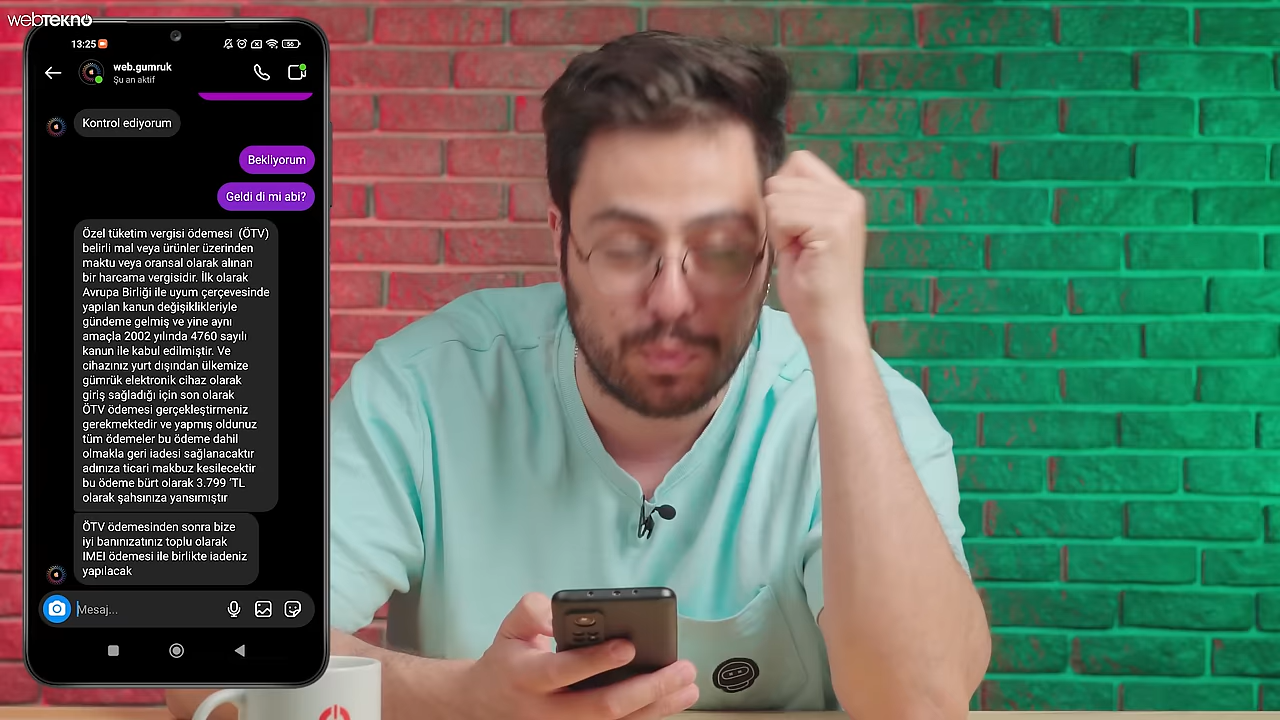 webTEKNO
13:25
56
web.gumruk
Şu an aktif
Kontrol ediyorum
Bekliyorum
Geldi di mi abi?
Özel tüketim vergisi ödemesi (ÖTV)
belirli mal veya ürünler üzerinden
maktu veya oransal olarak alınan
bir harcama vergisidir. İlk olarak
Avrupa Birliği ile uyum çerçevesinde
yapılan kanun değişiklikleriyle
gündeme gelmiş ve yine aynı
amaçla 2002 yılında 4760 sayılı
kanun ile kabul edilmiştir. Ve
cihazınız yurt dışından ülkemize
gümrük elektronik cihaz olarak
giriş sağladığı için son olarak
ÖTV ödemesi gerçekleştirmeniz
gerekmektedir ve yapmış oldunuz
tüm ödemeler bu ödeme dahil
olmakla geri iadesi sağlanacaktır
adınıza ticari makbuz kesilecektir
bu ödeme bürt olarak 3.799 'TL
olarak şahsınıza yansımıştır
ÖTV ödemesinden sonra bize
iyi banınızatınız toplu olarak
IMEI ödemesi ile birlikte iadeniz
yapılacak
Mesaj...